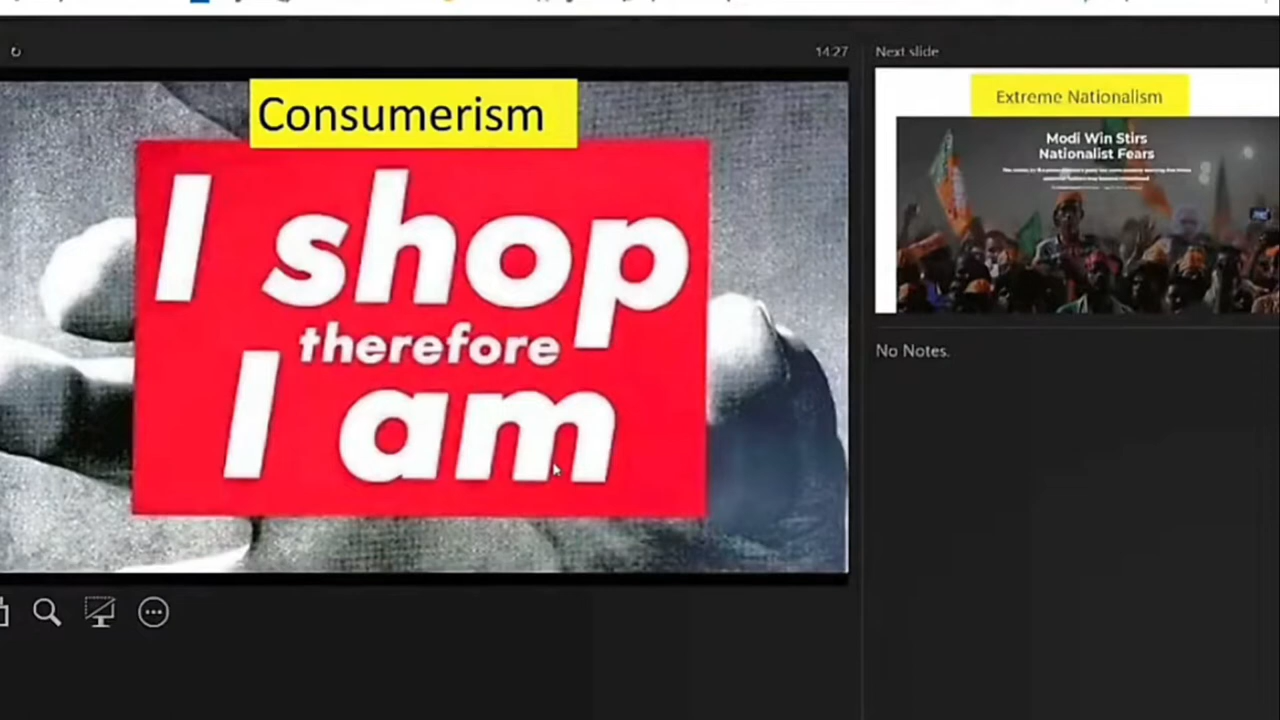 14:27
Next slide
Consumerism
I shop
therefore
I am
Extreme Nationalism
Modi Win Stirs
Nationalist Fears
No Notes.